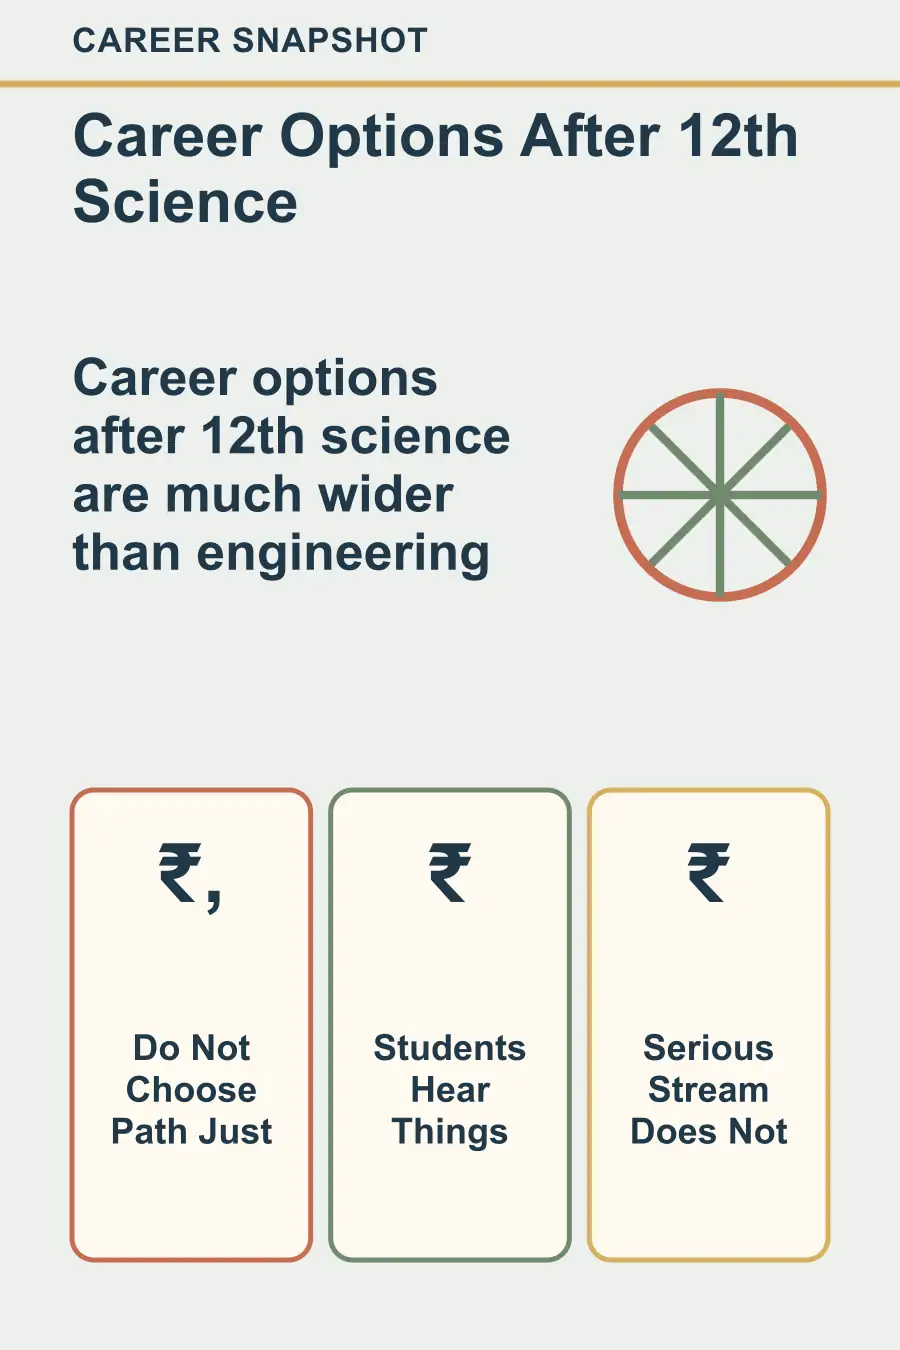 CAREER SNAPSHOT
Career Options After 12th
Science
Career options
after 12th science
are much wider
than engineering
₹,
Do Not
Choose
Path Just
₹
Students
Hear
Things
₹
Serious
Stream
Does Not